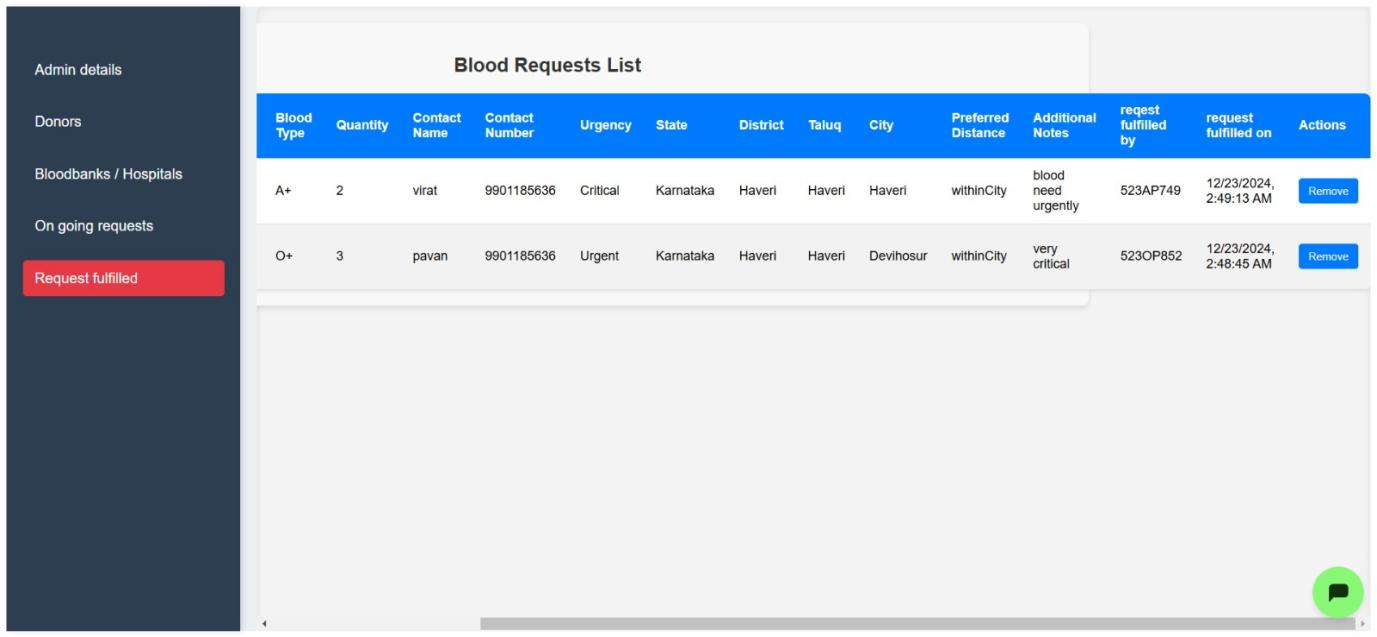 Admin details
Donors
Bloodbanks / Hospitals
On going requests
Request fulfilled
Blood Requests List
Blood Type Quantity Contact Name Contact Number Urgency State District Taluq City Preferred Distance Additional Notes reqest fulfilled by request fulfilled on Actions
A+ 2 virat 9901185636 Critical Karnataka Haveri Haveri Haveri withinCity blood need urgently 523AP749 12/23/2024, 2:49:13 AM Remove
O+ 3 pavan 9901185636 Urgent Karnataka Haveri Haveri Devihosur withinCity very critical 523OP852 12/23/2024, 2:48:45 AM Remove